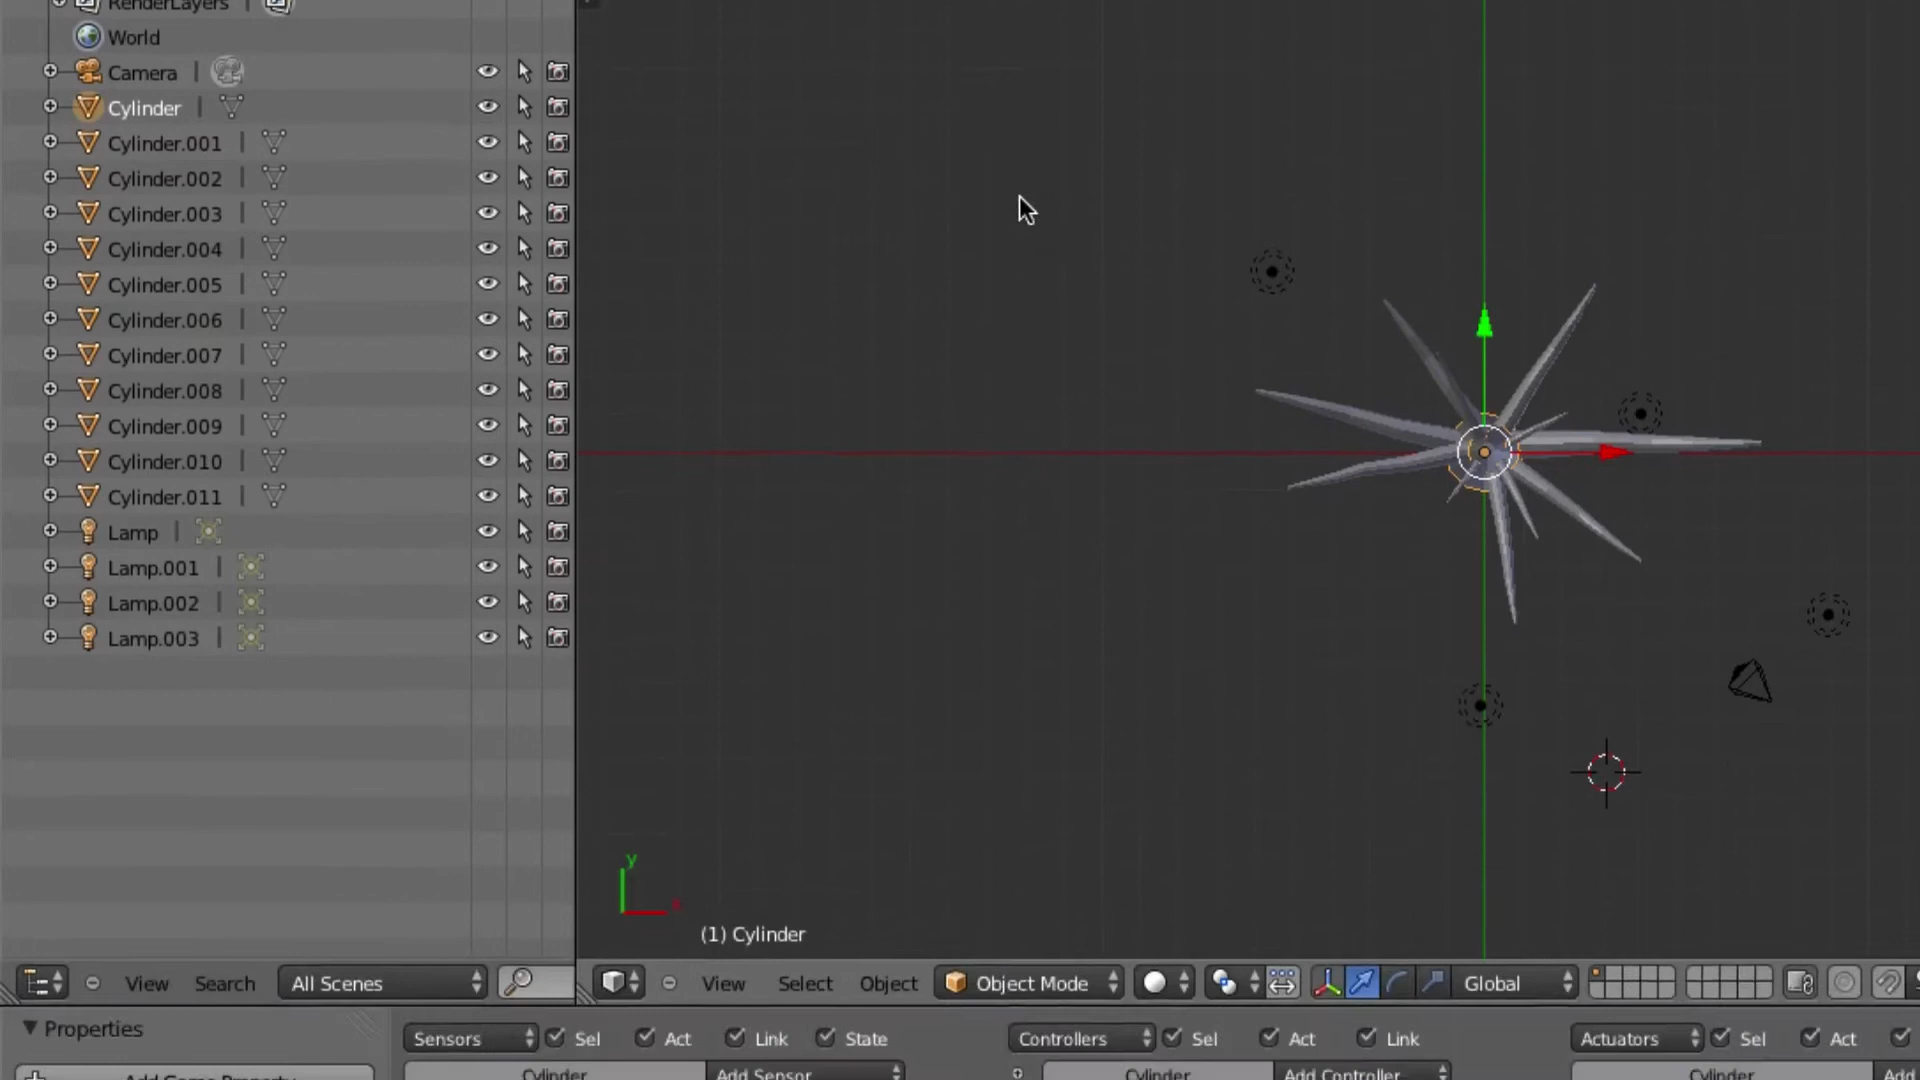 RenderLayers
World
Camera
Cylinder
Cylinder.001
Cylinder.002
Cylinder.003
Cylinder.004
Cylinder.005
Cylinder.006
Cylinder.007
Cylinder.008
Cylinder.009
Cylinder.010
Cylinder.011
Lamp
Lamp.001
Lamp.002
Lamp.003
y
x
(1) Cylinder
View Search All Scenes
View Select Object Object Mode Global
Properties
Sensors Sel Act Link State Controllers Sel Act Link Actuators Sel Act
Add Game Property Cylinder Add Sensor Cylinder Add Controller Cylinder Add